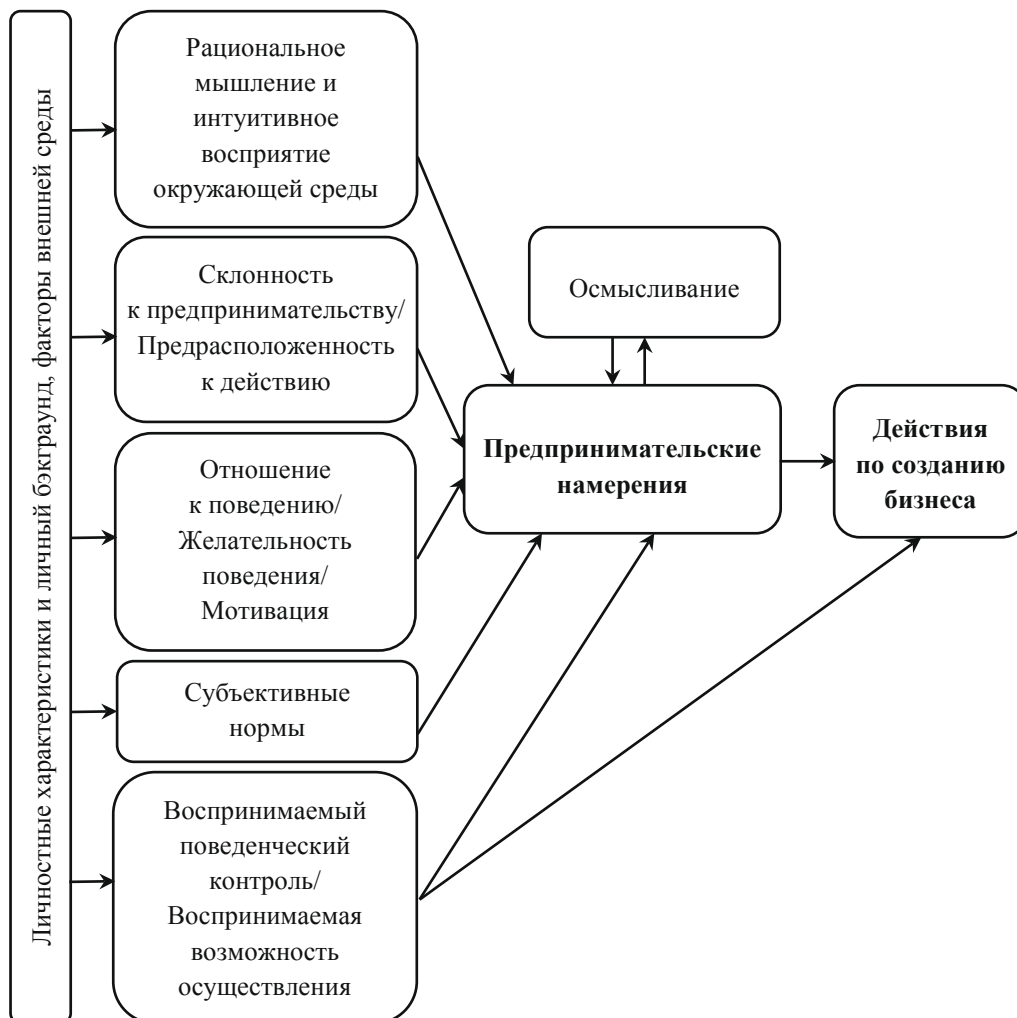 Личностные характеристики и личный бэкграунд, факторы внешней среды
Рациональное
мышление и
интуитивное
восприятие
окружающей среды
Склонность
к предпринимательству/
Предрасположенность
к действию
Отношение
к поведению/
Желательность
поведения/
Мотивация
Субъективные
нормы
Воспринимаемый
поведенческий
контроль/
Воспринимаемая
возможность
осуществления
Осмысливание
Предпринимательские
намерения
Действия
по созданию
бизнеса